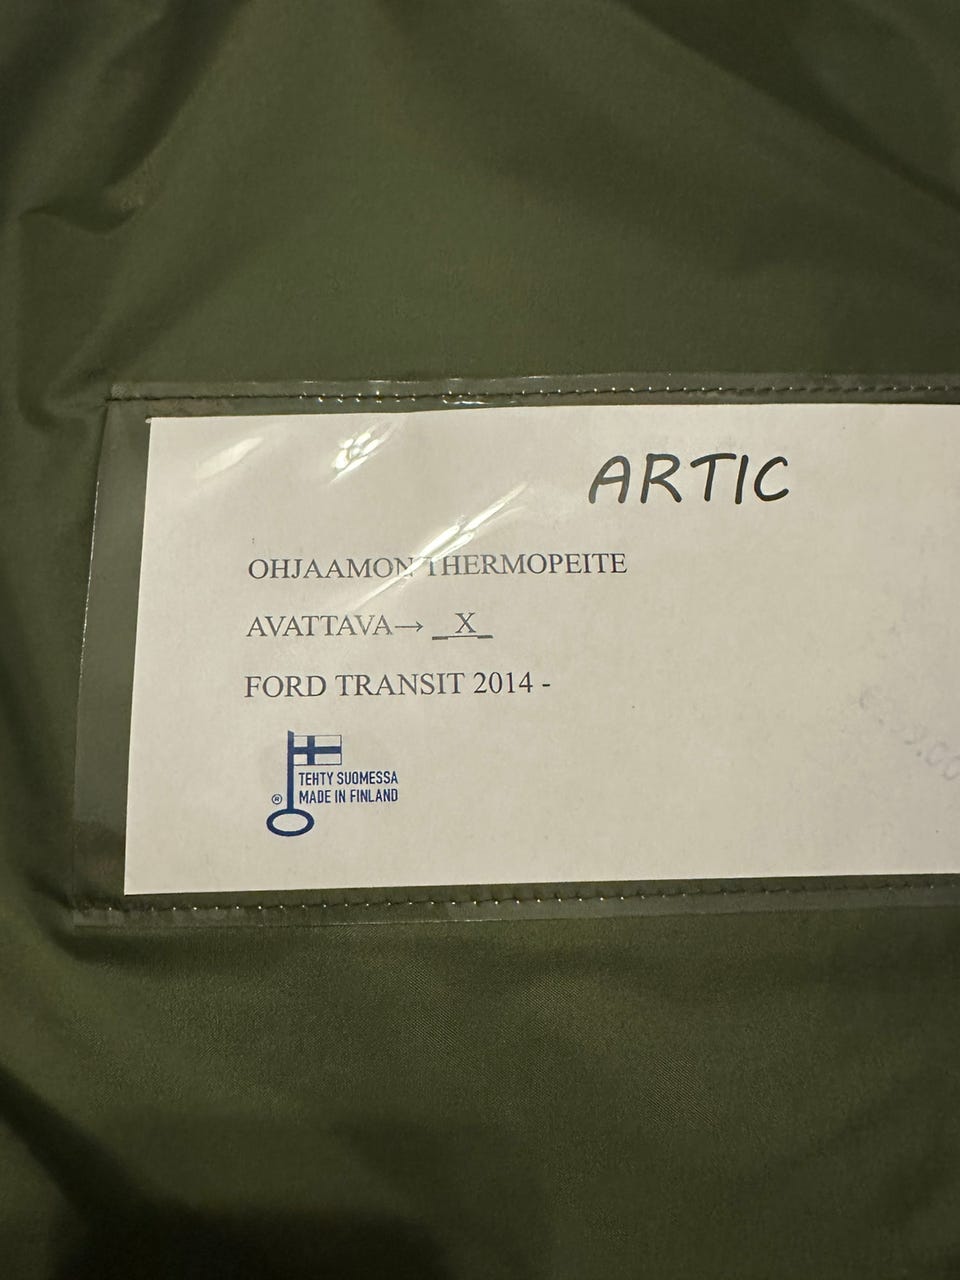 ARTIC
OHJAAMON THERMOPEITE
AVATTAVA→ _X_
FORD TRANSIT 2014 -
TEHTY SUOMESSA
® MADE IN FINLAND